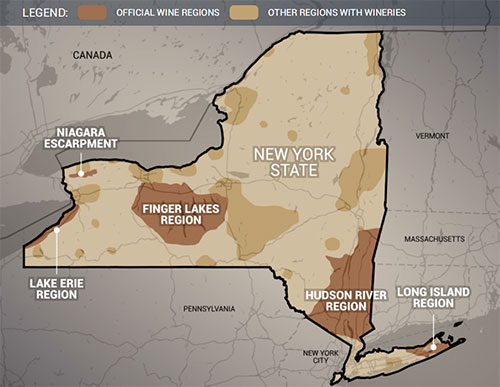 LEGEND: OFFICIAL WINE REGIONS OTHER REGIONS WITH WINERIES
CANADA
NIAGARA
ESCARPMENT
VERMONT
NEW YORK
STATE
FINGER LAKES
REGION
MASSACHUSETTS
LAKE ERIE
REGION
HUDSON RIVER
REGION
LONG ISLAND
REGION
PENNSYLVANIA
NEW YORK
CITY